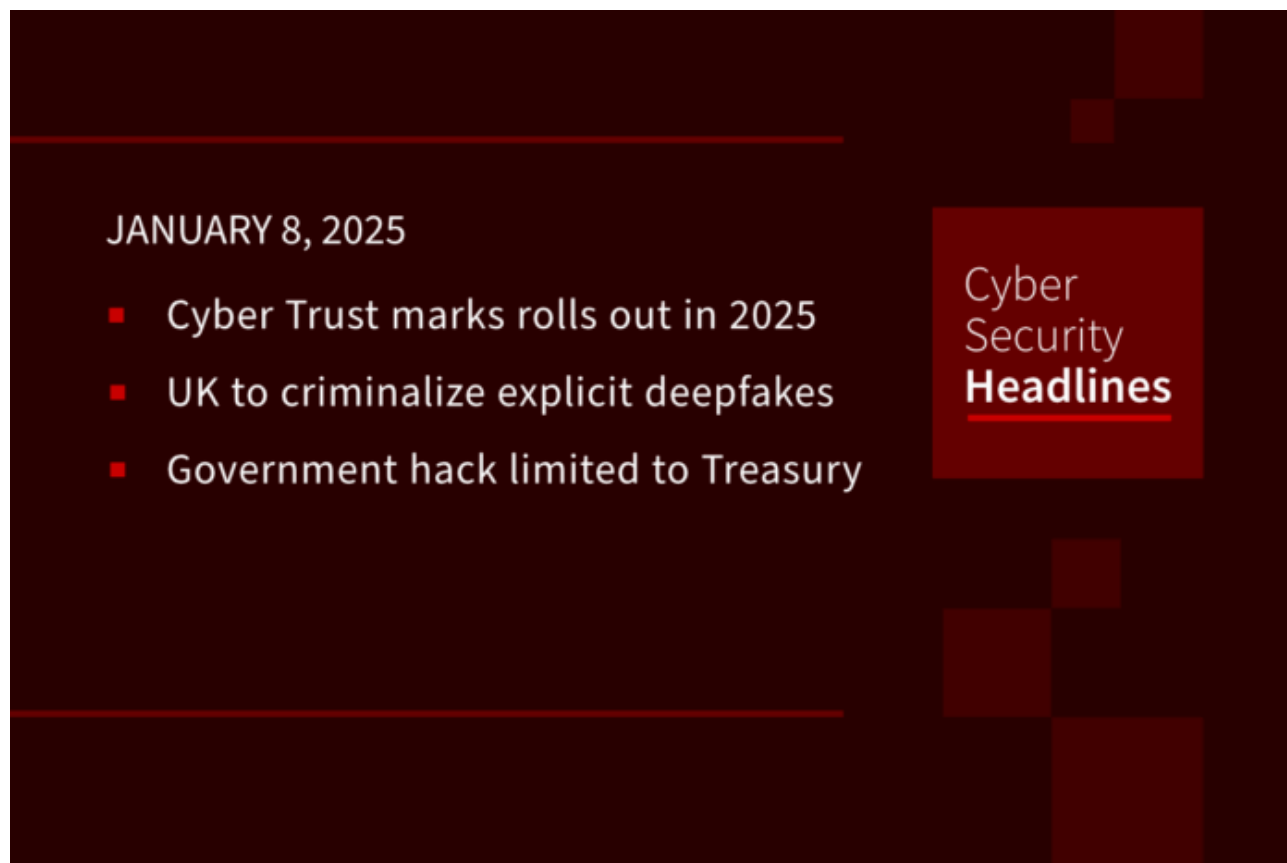 JANUARY 8, 2025
Cyber Trust marks rolls out in 2025
UK to criminalize explicit deepfakes
Government hack limited to Treasury
Cyber
Security
Headlines